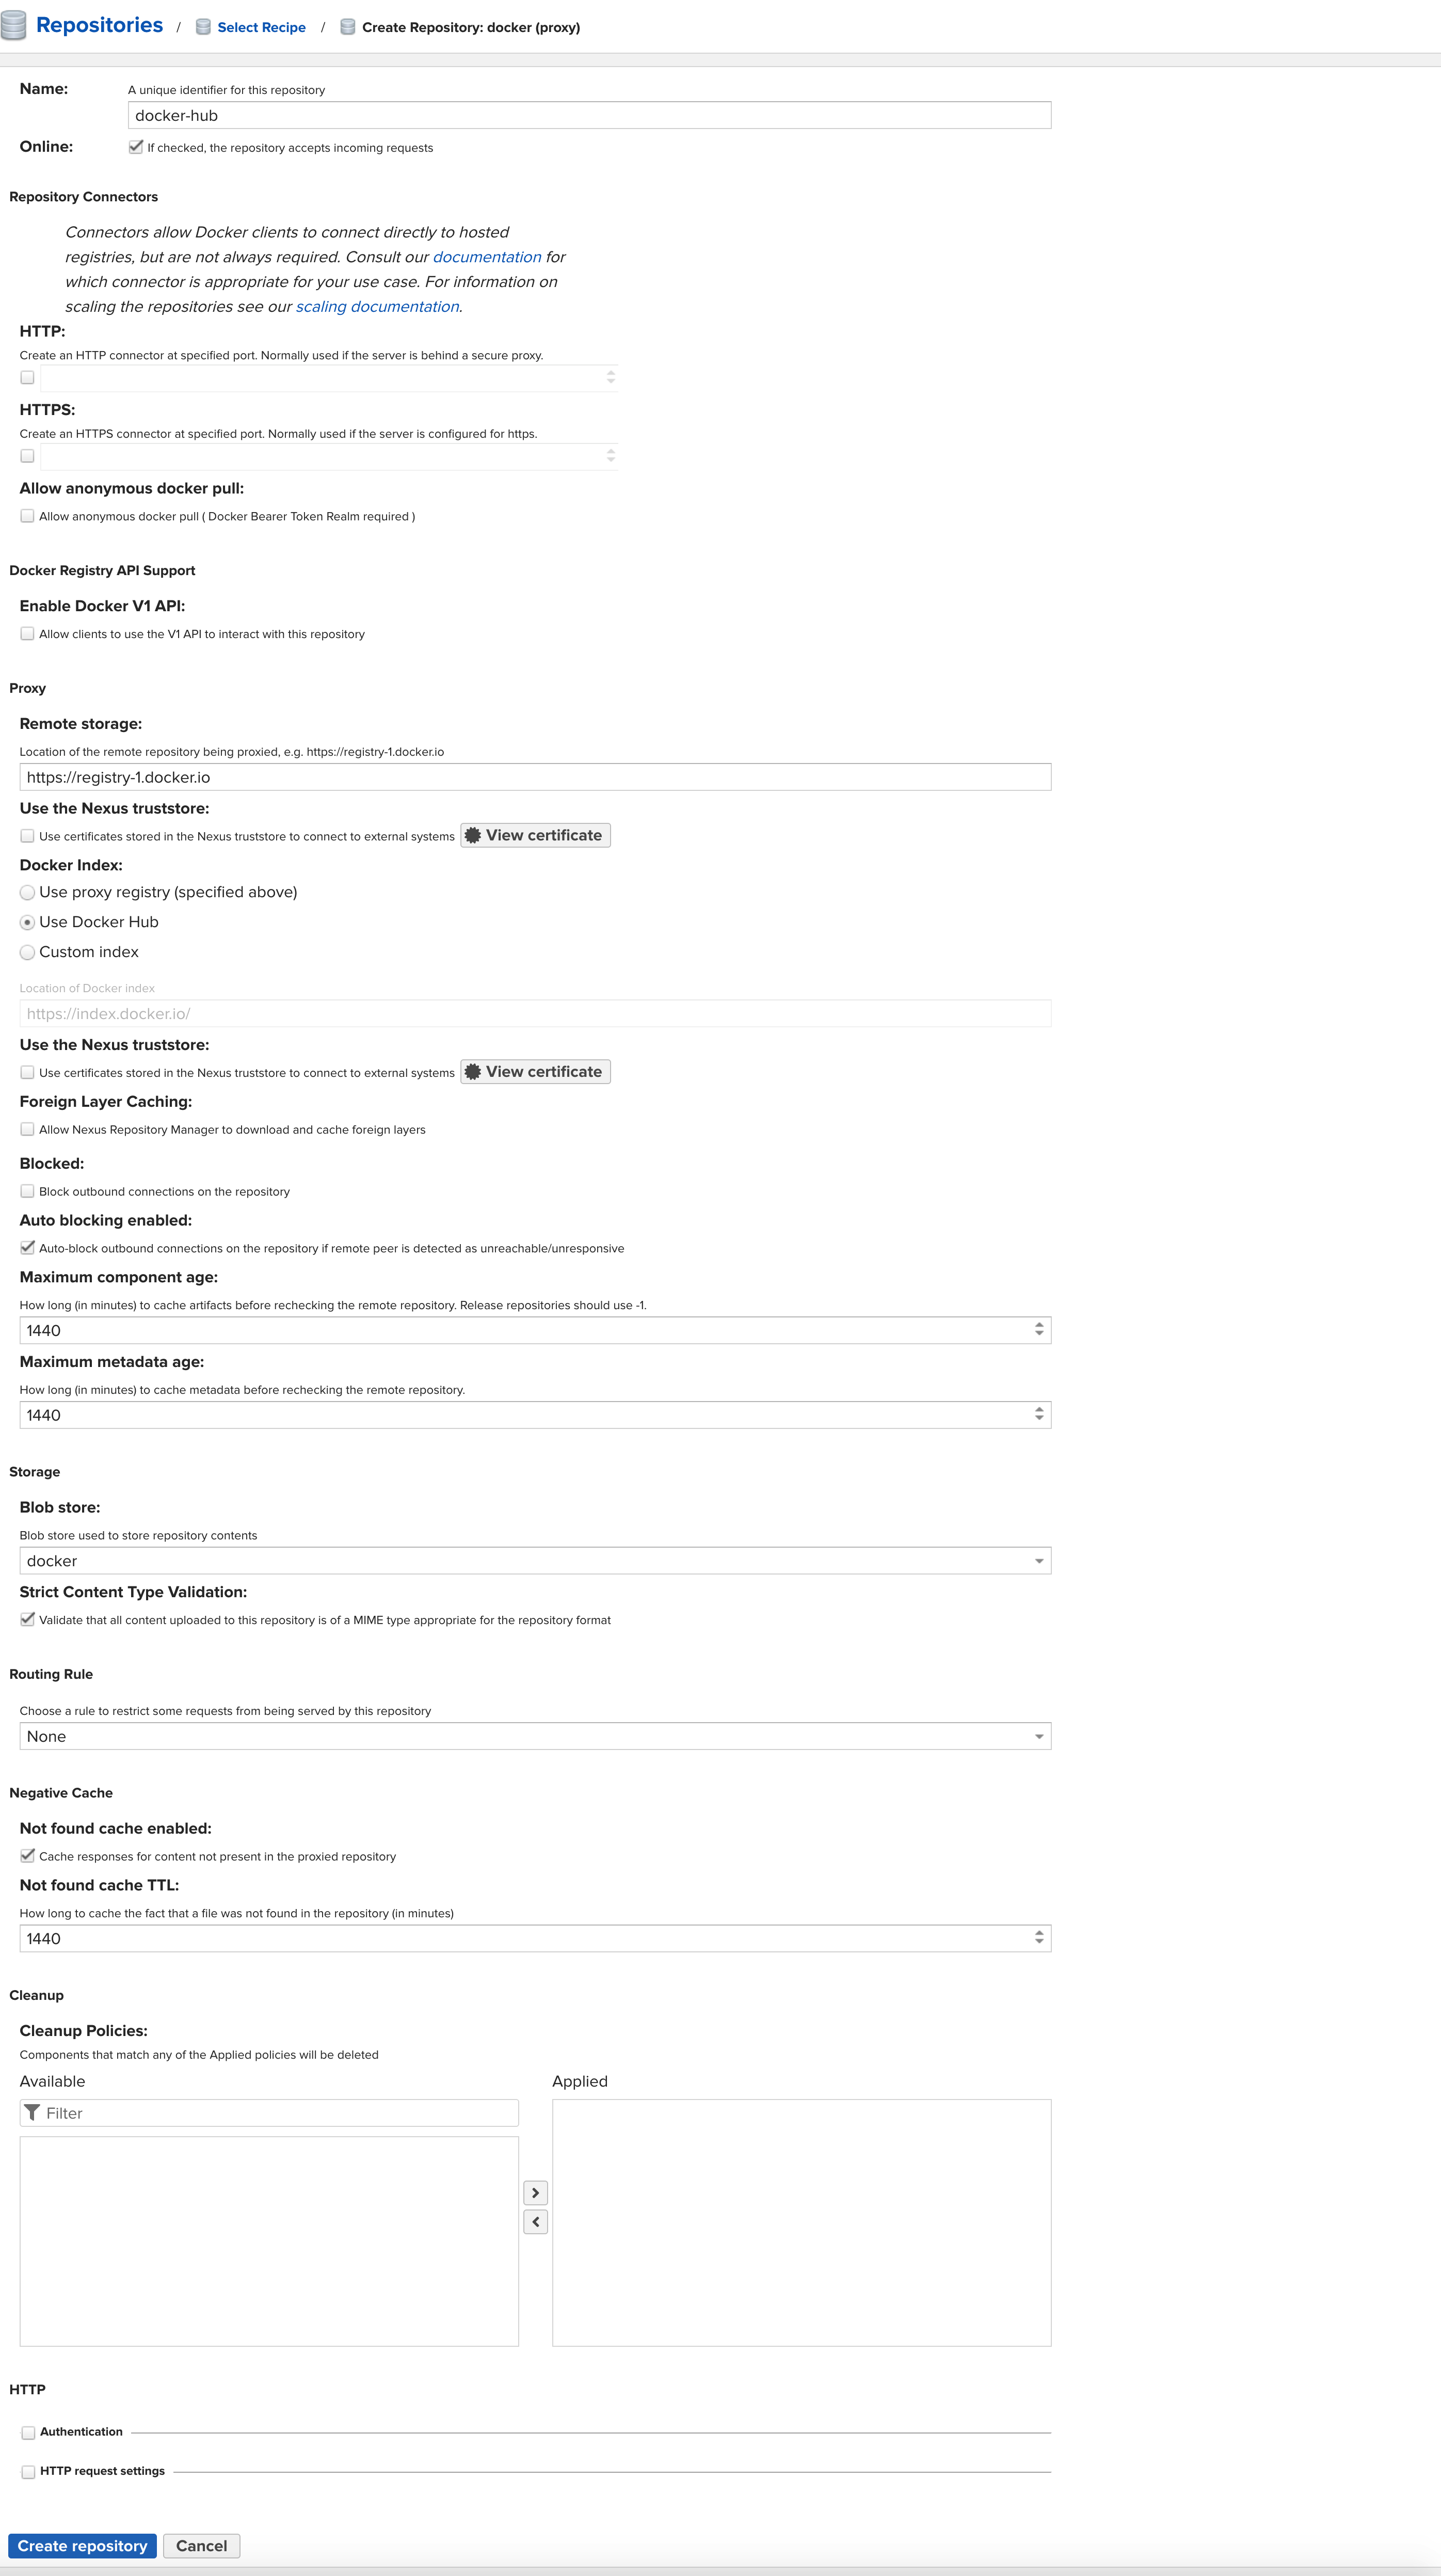 Repositories / Select Recipe / Create Repository: docker (proxy)
Name:
A unique identifier for this repository
docker-hub
Online:
If checked, the repository accepts incoming requests
Repository Connectors
Connectors allow Docker clients to connect directly to hosted
registries, but are not always required. Consult our documentation for
which connector is appropriate for your use case. For information on
scaling the repositories see our scaling documentation.
HTTP:
Create an HTTP connector at specified port. Normally used if the server is behind a secure proxy.
HTTPS:
Create an HTTPS connector at specified port. Normally used if the server is configured for https.
Allow anonymous docker pull:
Allow anonymous docker pull ( Docker Bearer Token Realm required )
Docker Registry API Support
Enable Docker V1 API:
Allow clients to use the V1 API to interact with this repository
Proxy
Remote storage:
Location of the remote repository being proxied, e.g. https://registry-1.docker.io
https://registry-1.docker.io
Use the Nexus truststore:
Use certificates stored in the Nexus truststore to connect to external systems View certificate
Docker Index:
Use proxy registry (specified above)
Use Docker Hub
Custom index
Location of Docker index
https://index.docker.io/
Use the Nexus truststore:
Use certificates stored in the Nexus truststore to connect to external systems View certificate
Foreign Layer Caching:
Allow Nexus Repository Manager to download and cache foreign layers
Blocked:
Block outbound connections on the repository
Auto blocking enabled:
Auto-block outbound connections on the repository if remote peer is detected as unreachable/unresponsive
Maximum component age:
How long (in minutes) to cache artifacts before rechecking the remote repository. Release repositories should use -1.
1440
Maximum metadata age:
How long (in minutes) to cache metadata before rechecking the remote repository.
1440
Storage
Blob store:
Blob store used to store repository contents
docker
Strict Content Type Validation:
Validate that all content uploaded to this repository is of a MIME type appropriate for the repository format
Routing Rule
Choose a rule to restrict some requests from being served by this repository
None
Negative Cache
Not found cache enabled:
Cache responses for content not present in the proxied repository
Not found cache TTL:
How long to cache the fact that a file was not found in the repository (in minutes)
1440
Cleanup
Cleanup Policies:
Components that match any of the Applied policies will be deleted
Available
Applied
Filter
HTTP
Authentication
HTTP request settings
Create repository Cancel